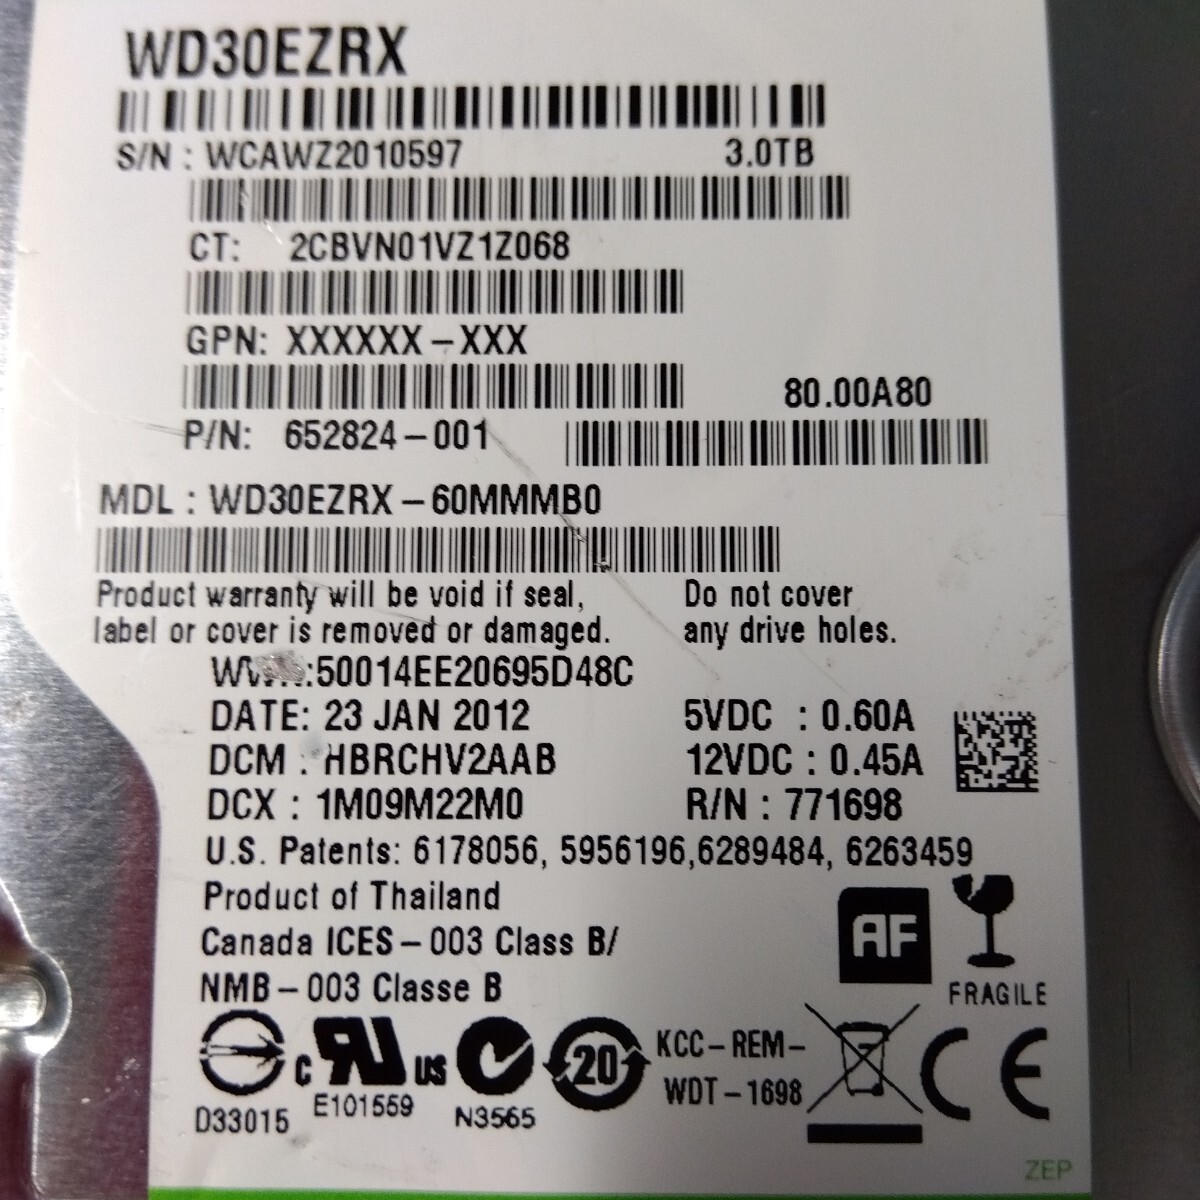 WD30EZRX
S/N : WCAWZ2010597 3.0TB
CT: 2CBVN01VZ1Z068
GPN: XXXXXX-XXX
80.00A80
P/N: 652824-001
MDL : WD30EZRX-60MMMB0
Product warranty will be void if seal,
label or cover is removed or damaged.
Do not cover
any drive holes.
:50014EE20695D48C
DATE: 23 JAN 2012 5VDC : 0.60A
DCM : HBRCHV2AAB 12VDC : 0.45A
DCX : 1M09M22M0 R/N : 771698
U.S. Patents: 6178056, 5956196,6289484, 6263459
Product of Thailand
Canada ICES-003 Class B/
NMB-003 Classe B
AF
FRAGILE
c RU us
20
KCC-REM-
WDT-1698
CE
D33015 E101559 N3565
ZEP